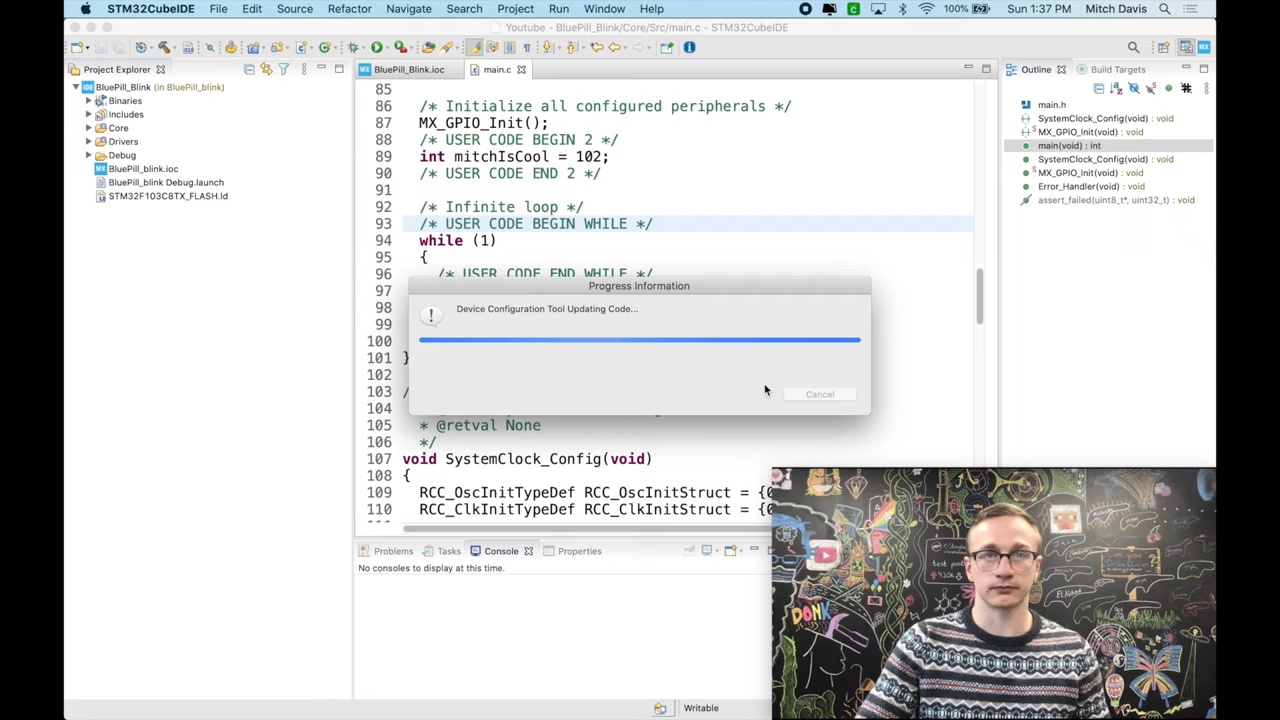 STM32CubeIDE File Edit Source Refactor Navigate Search Project Run Window Mitch Davis
100% Sun 1:37 PM Mitch Davis
Youtube - BluePill_Blink/Core/Src/main.c - STM32CubeIDE
Project Explorer
BluePill_Blink (in BluePill_blink)
Binaries
Includes
Core
Drivers
Debug
BluePill_blink.ioc
BluePill_blink Debug.launch
STM32F103C8TX_FLASH.ld
BluePill_Blink.ioc main.c
85
86 /* Initialize all configured peripherals */
87 MX_GPIO_Init();
88 /* USER CODE BEGIN 2 */
89 int mitchIsCool = 102;
90 /* USER CODE END 2 */
91
92 /* Infinite loop */
93 /* USER CODE BEGIN WHILE */
94 while (1)
95 {
96 /* USER CODE END WHILE */
97
98
99
100
101 }
102
103 /
104
105 * @retval None
106 */
107 void SystemClock_Config(void)
108 {
109 RCC_OscInitTypeDef RCC_OscInitStruct = {0
110 RCC_ClkInitTypeDef RCC_ClkInitStruct = {0
Progress Information
Device Configuration Tool Updating Code...
Cancel
Outline Build Targets
main.h
SystemClock_Config(void) : void
MX_GPIO_Init(void) : void
main(void) : int
SystemClock_Config(void) : void
MX_GPIO_Init(void) : void
Error_Handler(void) : void
assert_failed(uint8_t*, uint32_t) : void
Problems Tasks Console Properties
No consoles to display at this time.
Writable
DONK